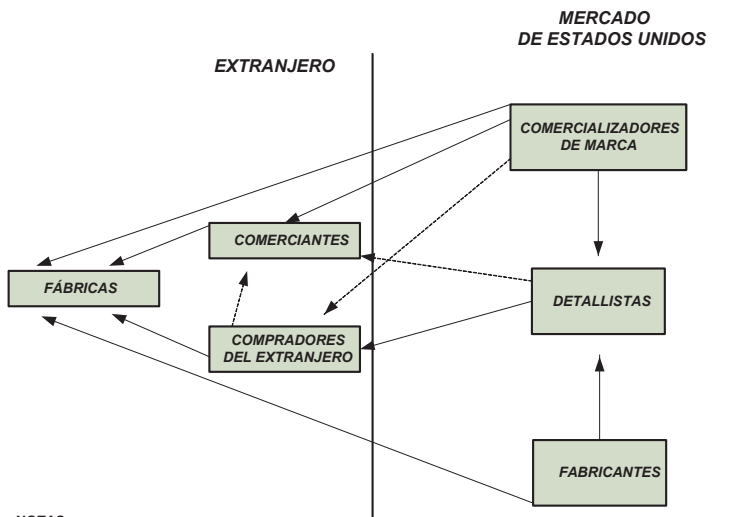 MERCADO
DE ESTADOS UNIDOS
EXTRANJERO
COMERCIALIZADORES
DE MARCA
COMERCIANTES
FÁBRICAS
DETALLISTAS
COMPRADORES
DEL EXTRANJERO
FABRICANTES